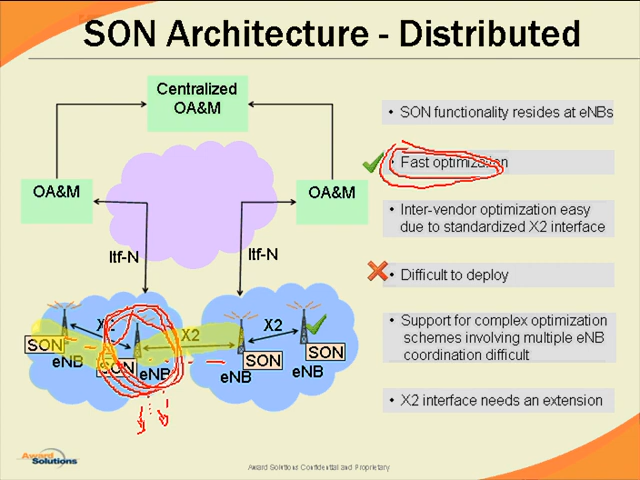 SON Architecture - Distributed
Centralized
OA&M
OA&M
OA&M
Itf-N
Itf-N
X2
X2
X2
SON
eNB
SON
eNB
SON
eNB
SON
eNB
• SON functionality resides at eNBs
• Fast optimization
• Inter-vendor optimization easy
due to standardized X2 interface
• Difficult to deploy
• Support for complex optimization
schemes involving multiple eNB
coordination difficult
• X2 interface needs an extension
Award
Solutions
Award Solutions Confidential and Proprietary